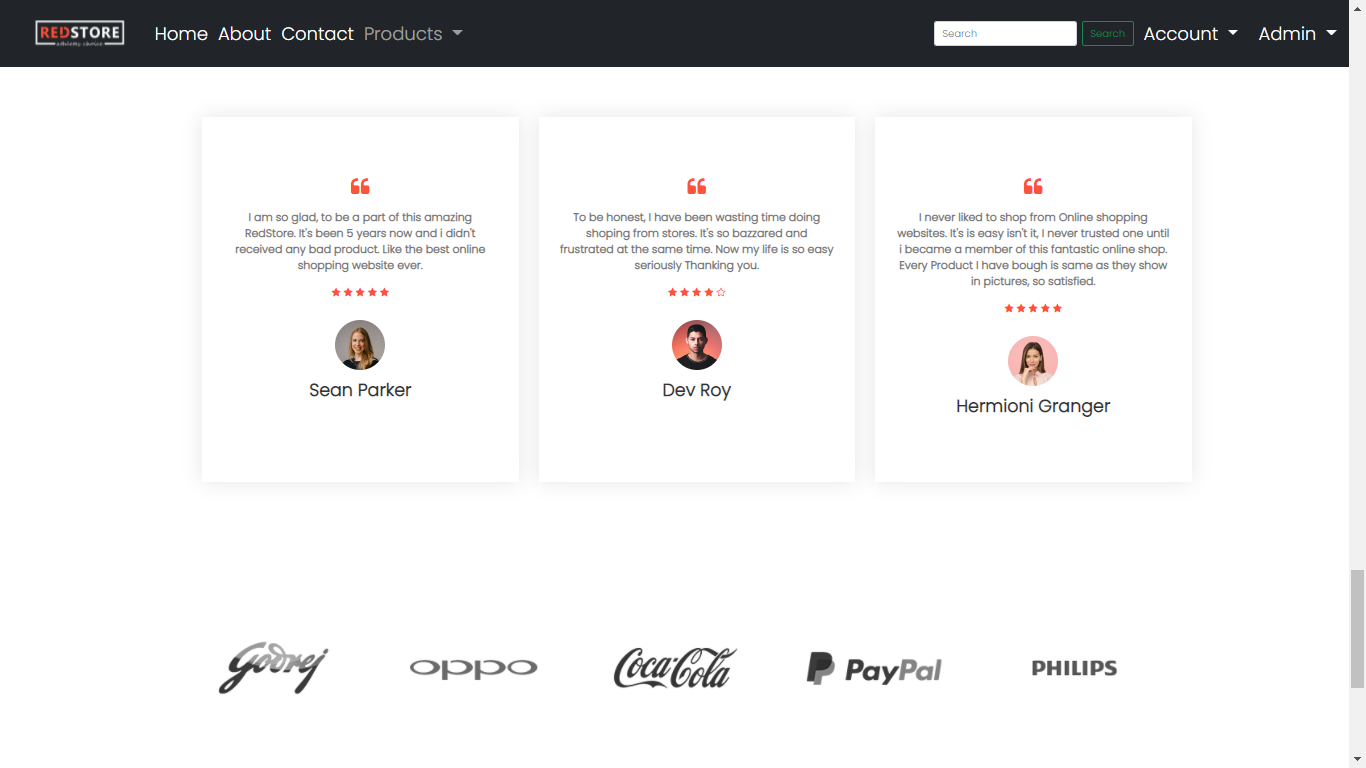 REDSTORE
Home About Contact Products
Search
Search
Account
Admin
I am so glad, to be a part of this amazing
RedStore. It's been 5 years now and i didn't
received any bad product. Like the best online
shopping website ever.
Sean Parker
To be honest, I have been wasting time doing
shoping from stores. It's so bazzared and
frustrated at the same time. Now my life is so easy
seriously Thanking you.
Dev Roy
I never liked to shop from Online shopping
websites. It's is easy isn't it, I never trusted one until
i became a member of this fantastic online shop.
Every Product I have bough is same as they show
in pictures, so satisfied.
Hermioni Granger
Godrej
oppo
Coca-Cola
PayPal
PHILIPS